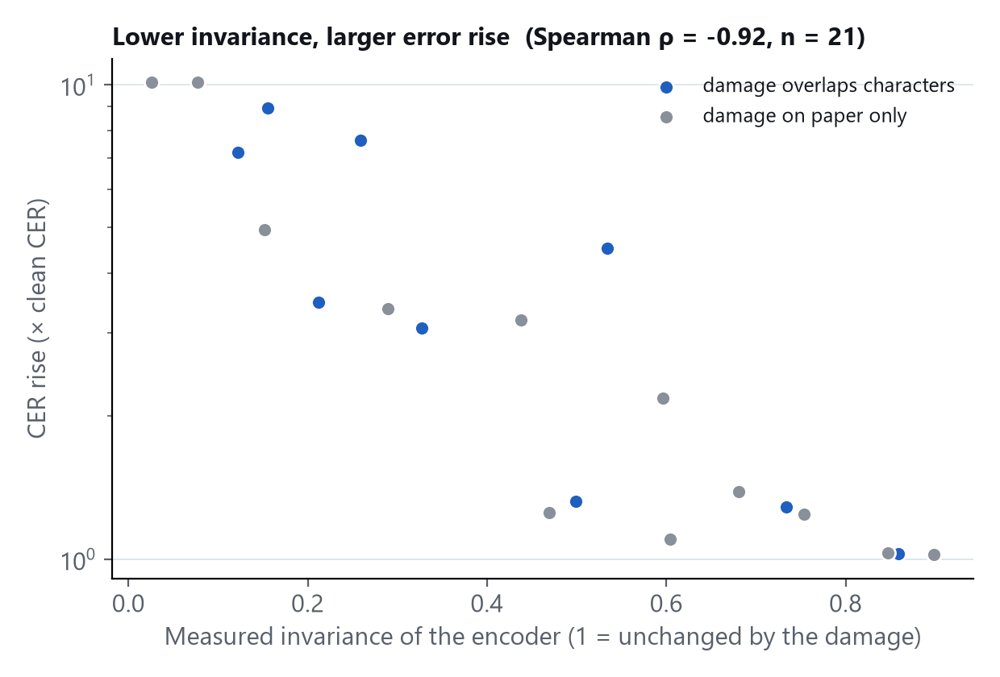 Lower invariance, larger error rise (Spearman ρ = -0.92, n = 21)
10¹
damage overlaps characters
damage on paper only
CER rise (× clean CER)
10⁰
0.0 0.2 0.4 0.6 0.8
Measured invariance of the encoder (1 = unchanged by the damage)